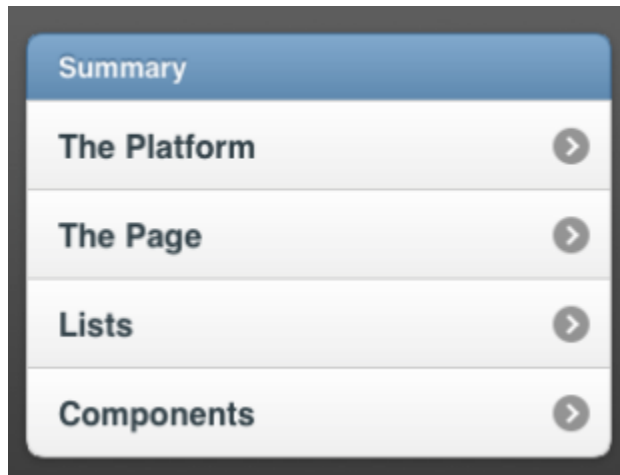 Summary
The Platform
The Page
Lists
Components